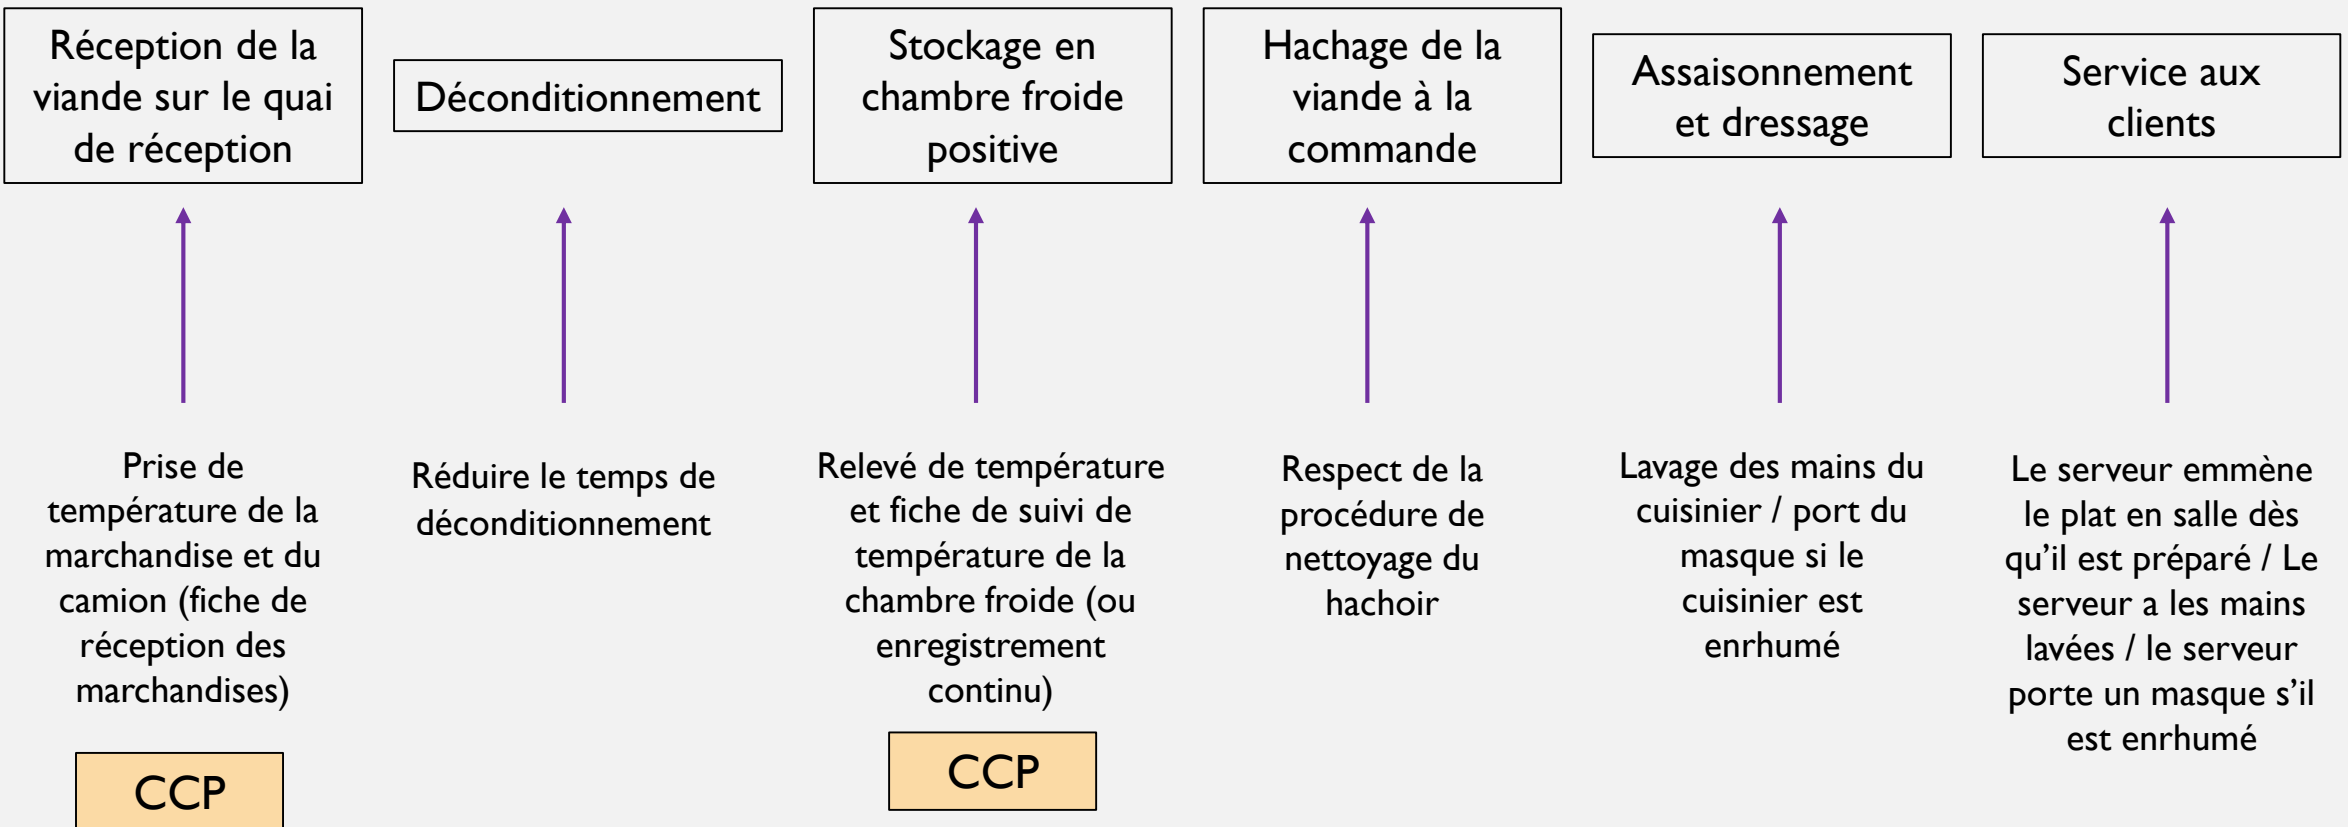 Réception de la
viande sur le quai
de réception
Déconditionnement
Stockage en
chambre froide
positive
Hachage de la
viande à la
commande
Assaisonnement
et dressage
Service aux
clients
Prise de
température de la
marchandise et du
camion (fiche de
réception des
marchandises)
CCP
Réduire le temps de
déconditionnement
Relevé de température
et fiche de suivi de
température de la
chambre froide (ou
enregistrement
continu)
CCP
Respect de la
procédure de
nettoyage du
hachoir
Lavage des mains du
cuisinier / port du
masque si le
cuisinier est
enrhumé
Le serveur emmène
le plat en salle dès
qu’il est préparé / Le
serveur a les mains
lavées / le serveur
porte un masque s’il
est enrhumé